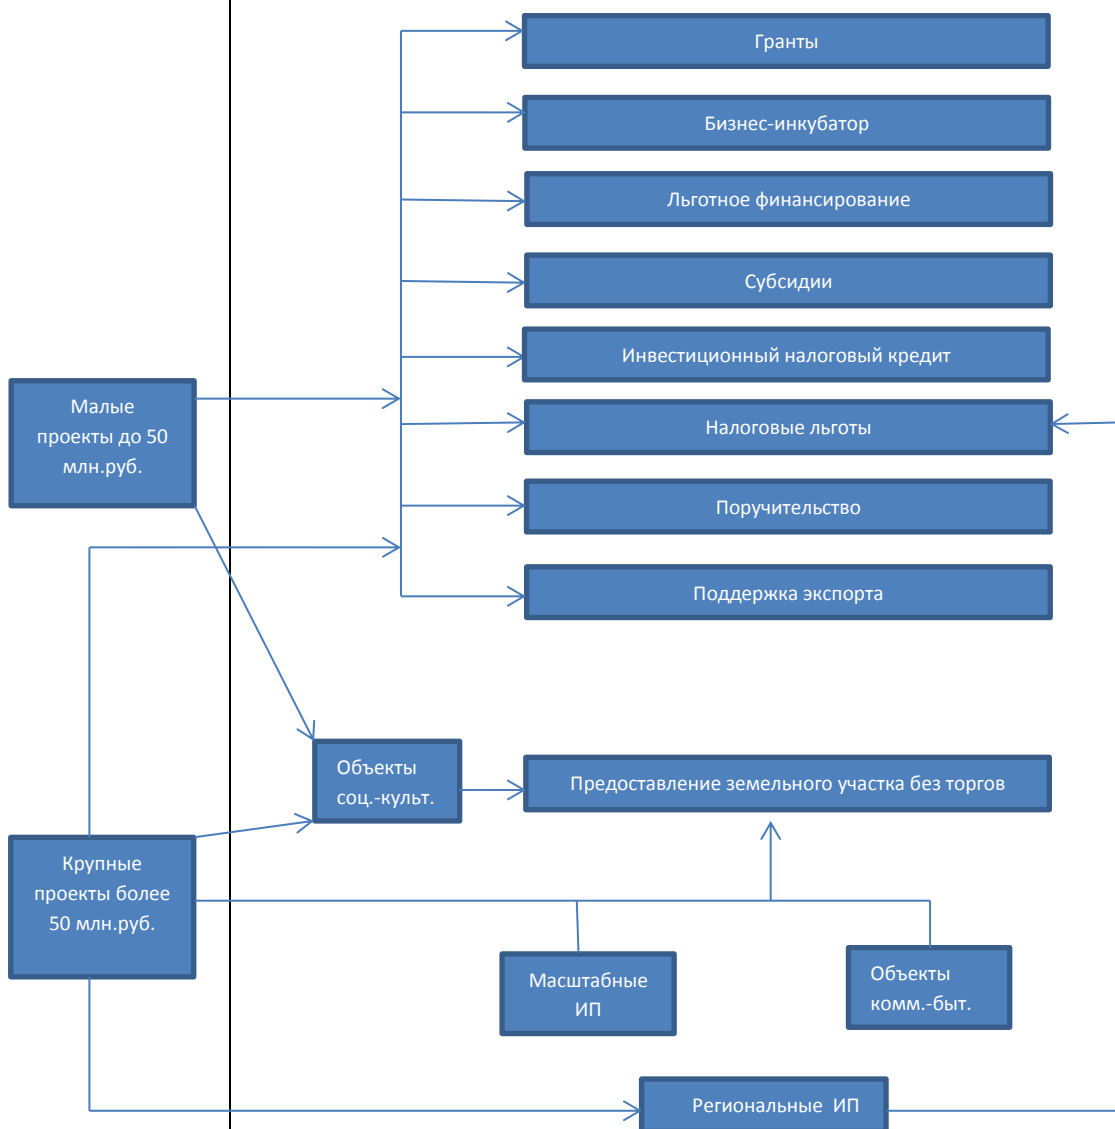 Гранты
Бизнес-инкубатор
Льготное финансирование
Субсидии
Инвестиционный налоговый кредит
Малые
проекты до 50
млн.руб.
Налоговые льготы
Поручительство
Поддержка экспорта
Объекты
соц.-культ.
Предоставление земельного участка без торгов
Крупные
проекты более
50 млн.руб.
Масштабные
ИП
Объекты
комм.-быт.
Региональные ИП